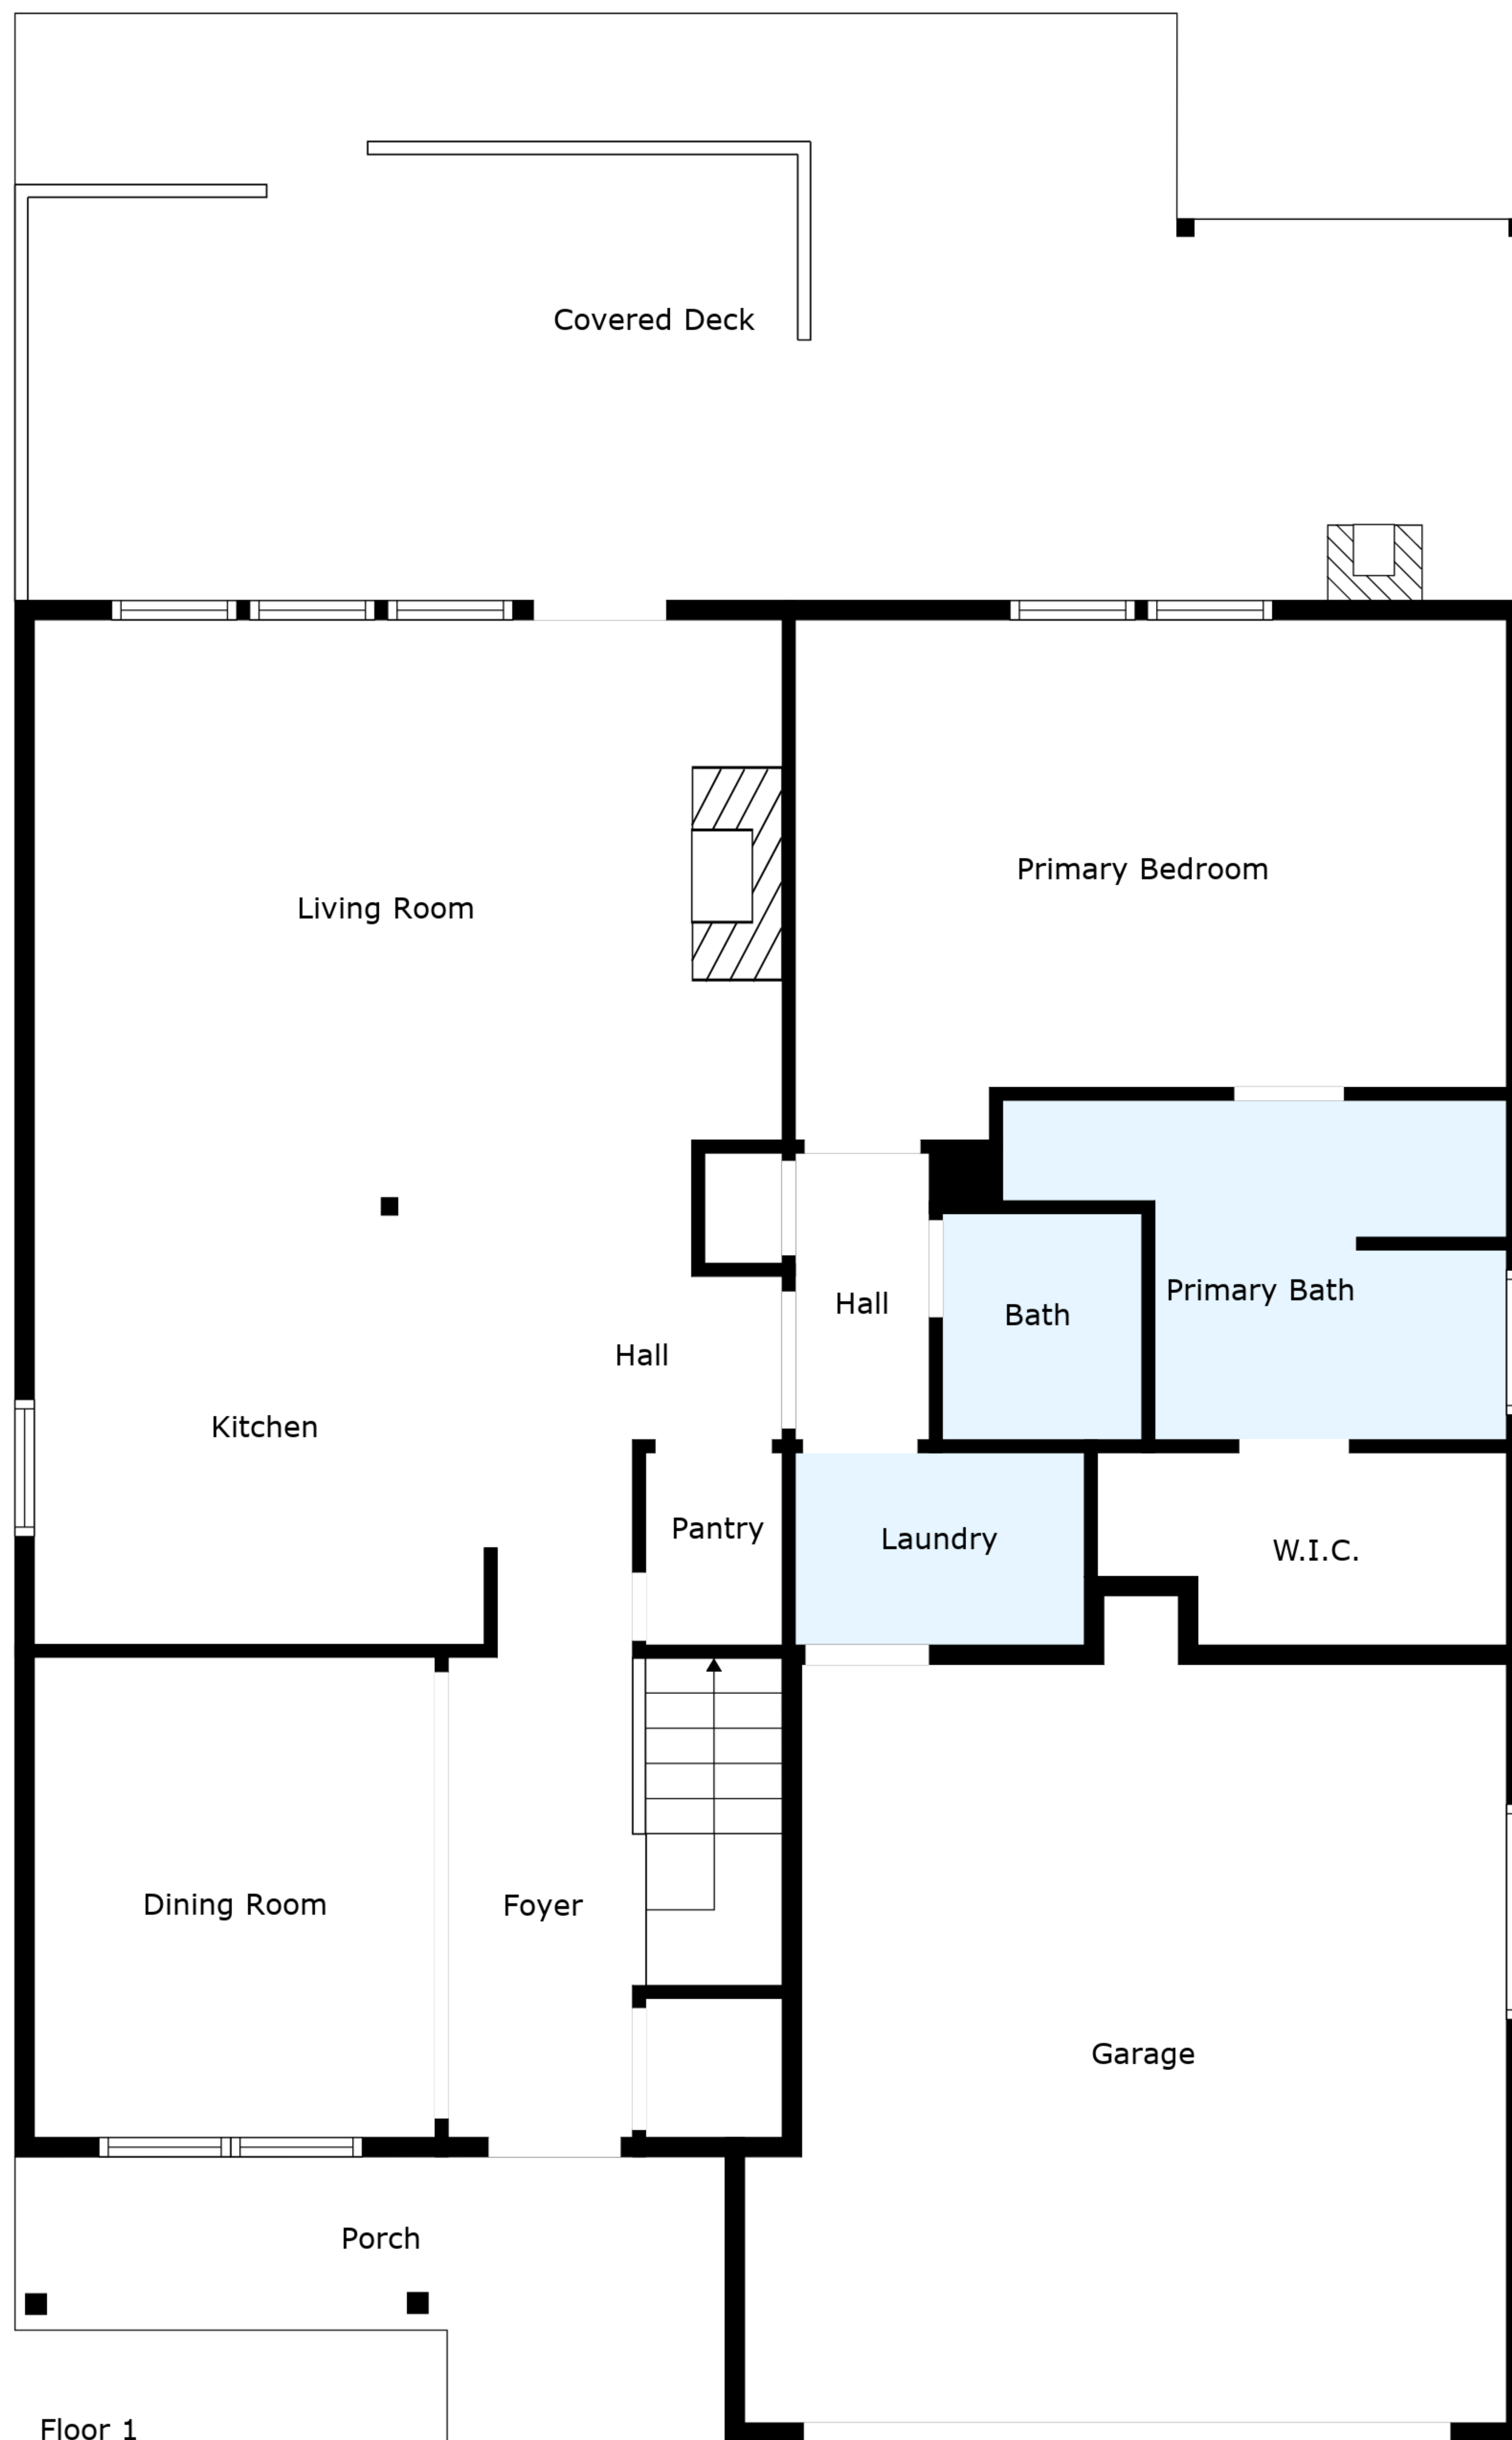 Covered Deck
Primary Bedroom
Living Room
Primary Bath
Hall
Bath
Hall
Kitchen
Pantry
Laundry
W.I.C.
Dining Room
Foyer
Garage
Porch
Floor 1